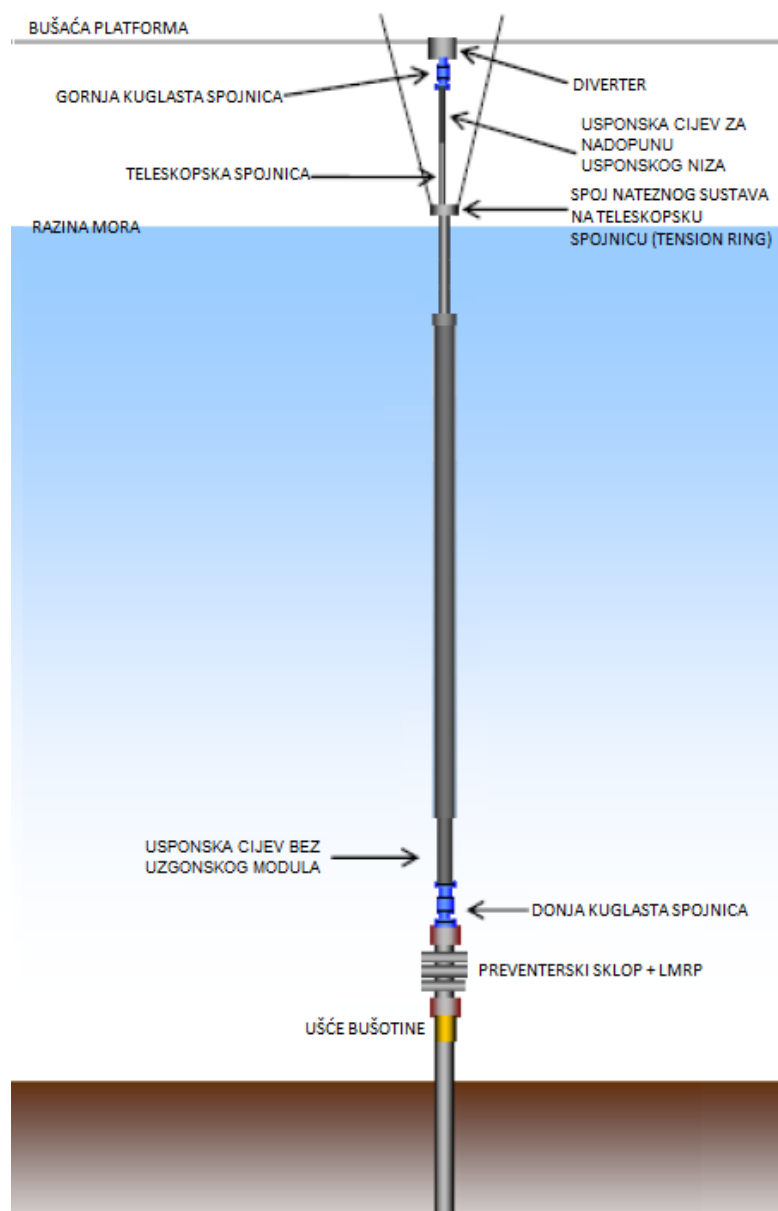 BUŠAĆA PLATFORMA
DIVERTER
GORNJA KUGLASTA SPOJNICA
USPONSKA CIJEV ZA
NADOPUNU
USPONSKOG NIZA
TELESKOPSKA SPOJNICA
SPOJ NATEZNOG SUSTAVA
NA TELESKOPSKU
SPOJNICU (TENSION RING)
RAZINA MORA
USPONSKA CIJEV BEZ
UZGONSKOG MODULA
DONJA KUGLASTA SPOJNICA
PREVENTERSKI SKLOP + LMRP
UŠĆE BUŠOTINE